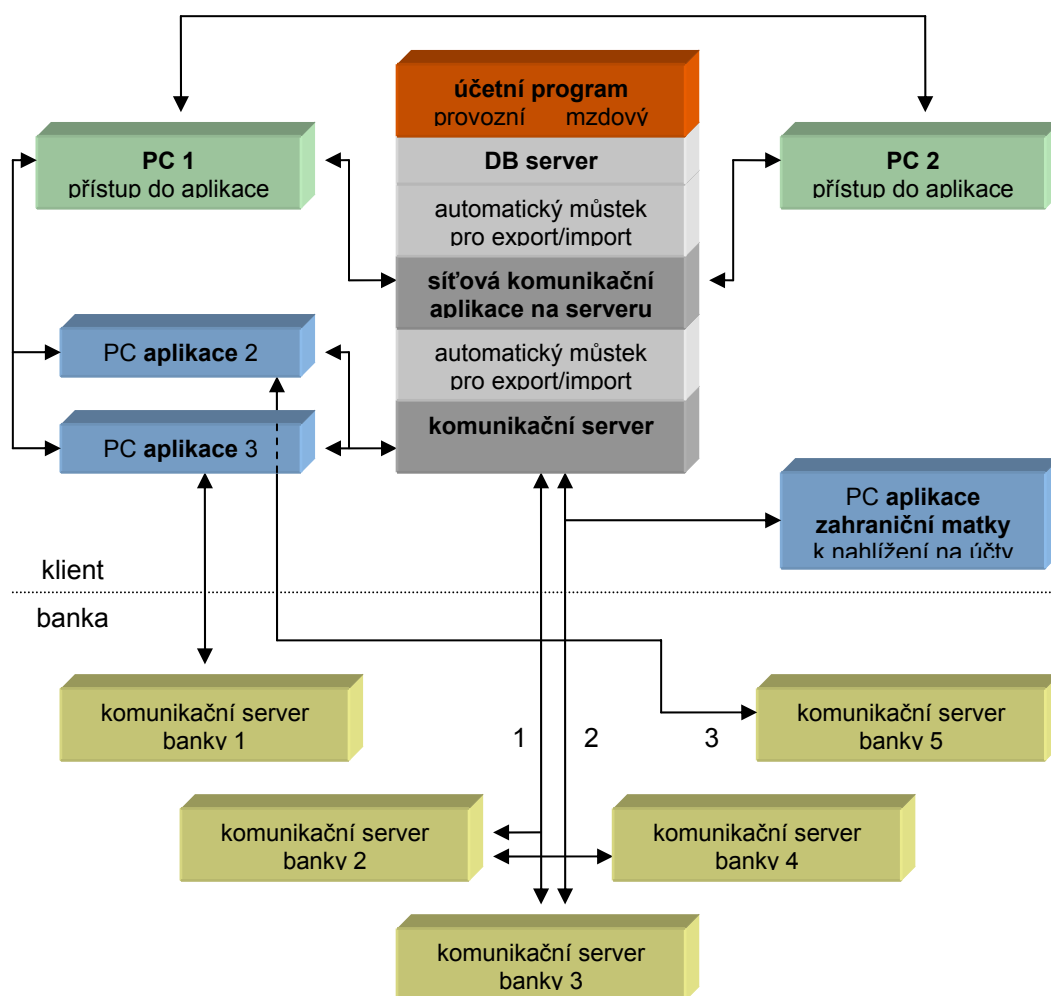 účetní program
provozní mzdový
PC 1
přístup do aplikace
DB server
PC 2
přístup do aplikace
automatický můstek
pro export/import
síťová komunikační
aplikace na serveru
PC aplikace 2
automatický můstek
pro export/import
PC aplikace 3
komunikační server
PC aplikace
zahraniční matky
k nahlížení na účty
klient
banka
komunikační server
banky 1
1 2 3
komunikační server
banky 5
komunikační server
banky 2
komunikační server
banky 4
komunikační server
banky 3